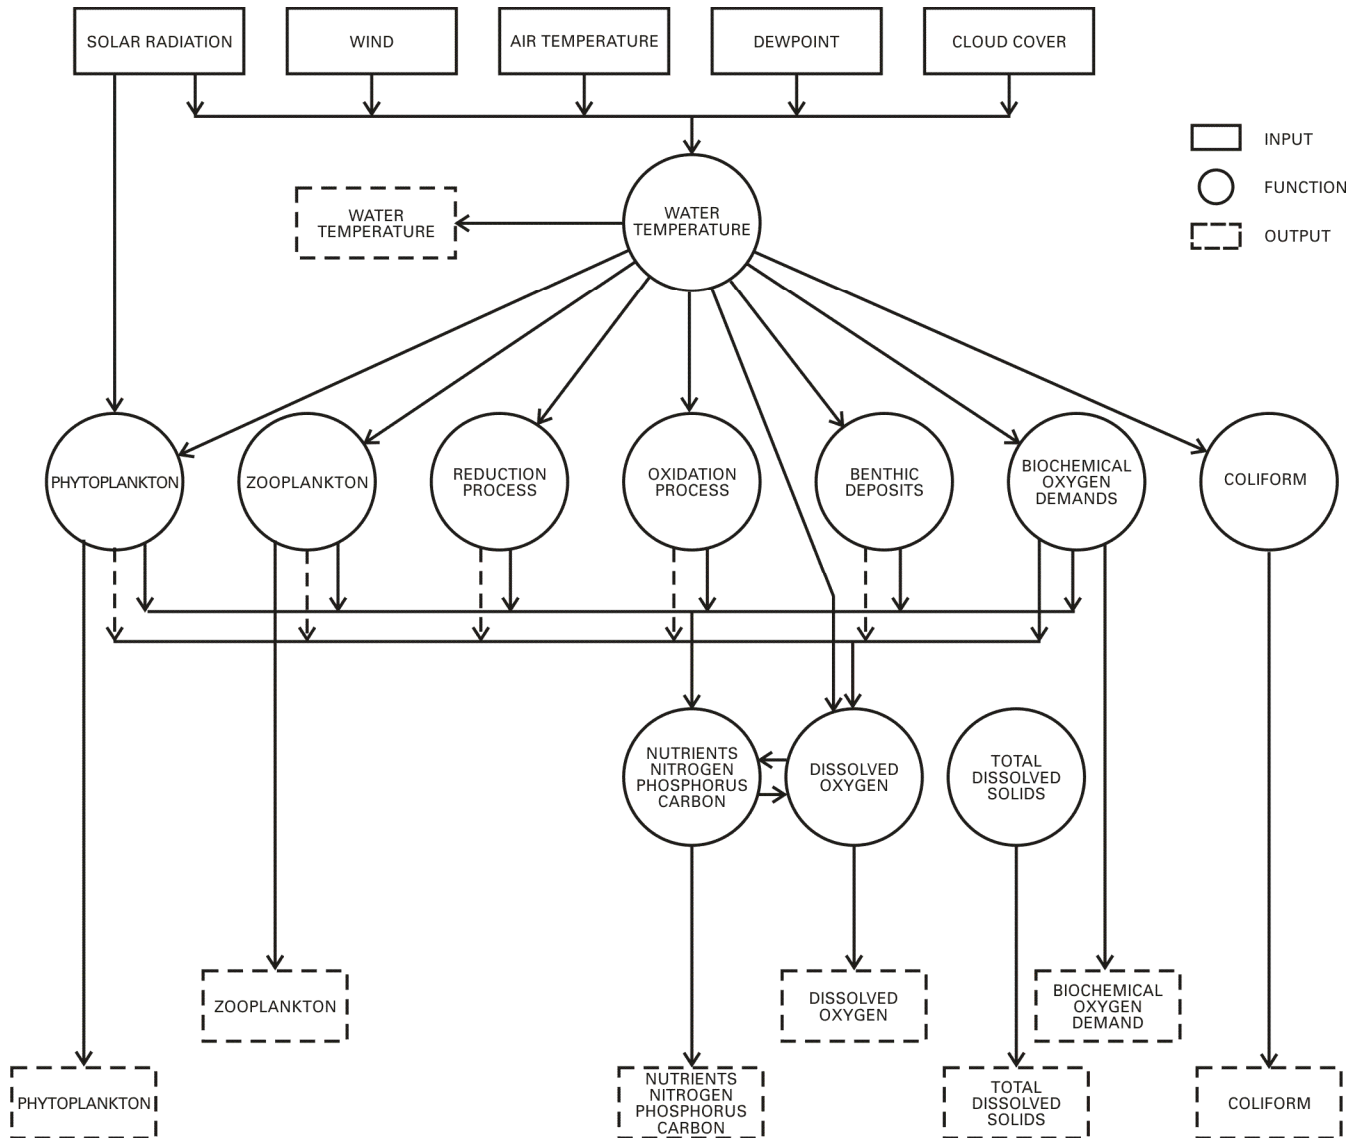 SOLAR RADIATION
WIND
AIR TEMPERATURE
DEWPOINT
CLOUD COVER
INPUT
FUNCTION
OUTPUT
WATER
TEMPERATURE
WATER
TEMPERATURE
PHYTOPLANKTON
ZOOPLANKTON
REDUCTION
PROCESS
OXIDATION
PROCESS
BENTHIC
DEPOSITS
BIOCHEMICAL
OXYGEN
DEMANDS
COLIFORM
NUTRIENTS
NITROGEN
PHOSPHORUS
CARBON
DISSOLVED
OXYGEN
TOTAL
DISSOLVED
SOLIDS
ZOOPLANKTON
DISSOLVED
OXYGEN
BIOCHEMICAL
OXYGEN
DEMAND
PHYTOPLANKTON
NUTRIENTS
NITROGEN
PHOSPHORUS
CARBON
TOTAL
DISSOLVED
SOLIDS
COLIFORM